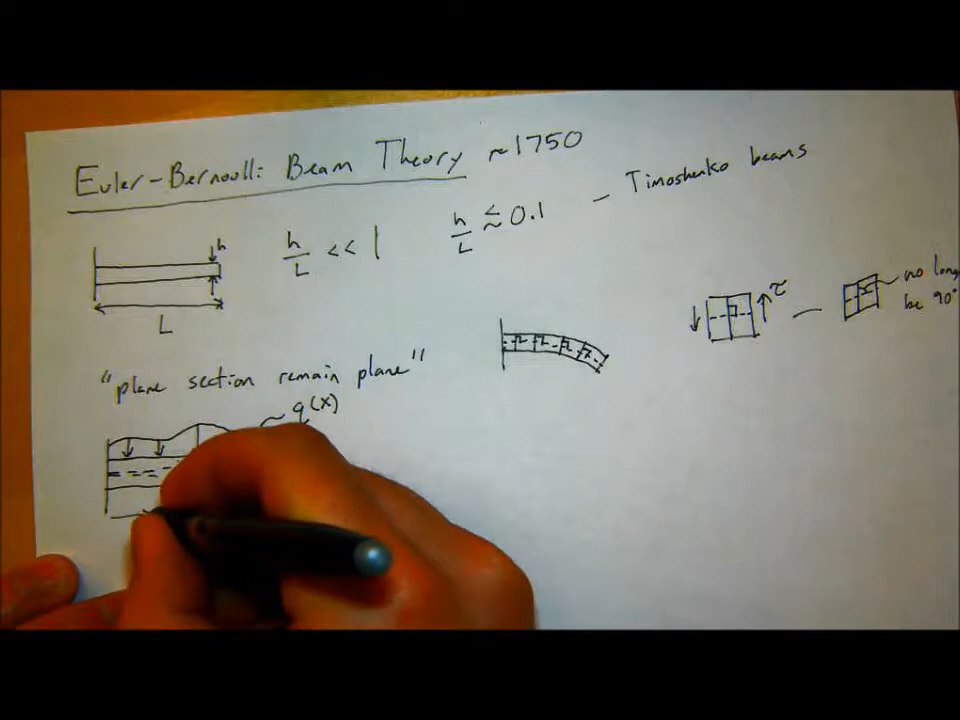 Euler-Bernoulli Beam Theory ~1750
h/L << 1
h/L ≲ 0.1 - Timoshenko beams
h
L
τ
no long
be 90°
"plane section remain plane"
~ q(x)